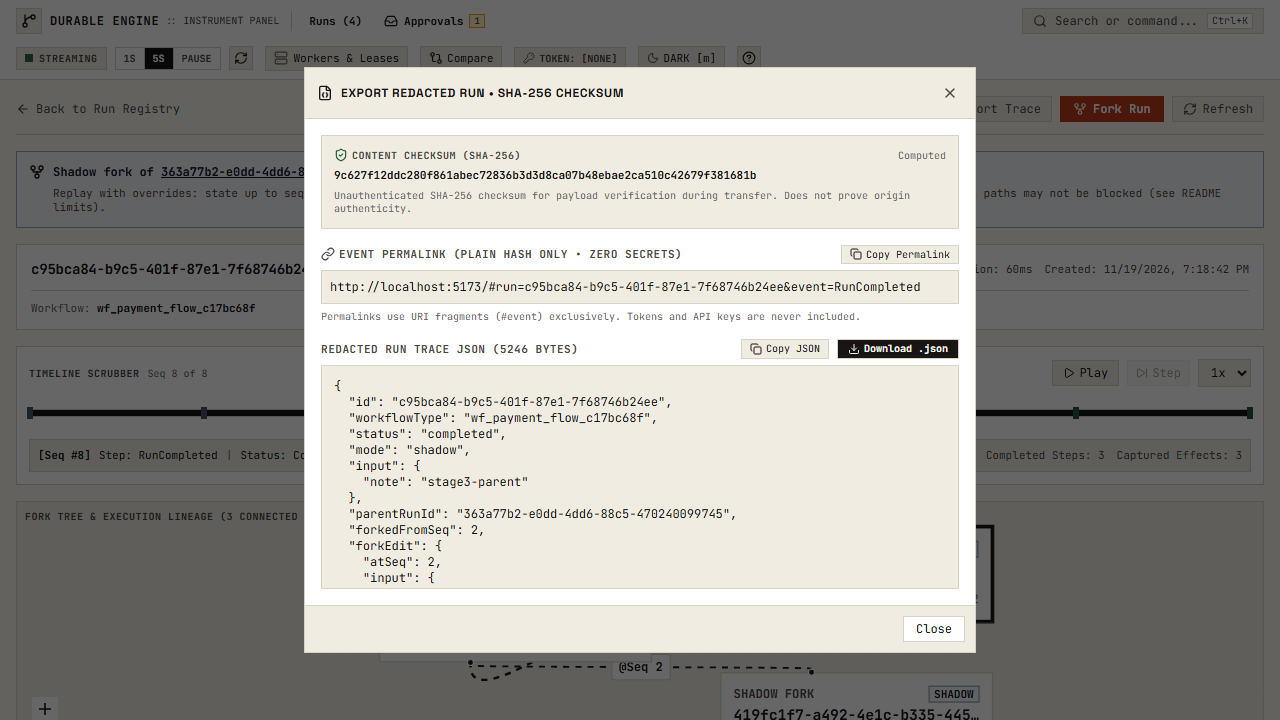 DURABLE ENGINE :: INSTRUMENT PANEL
Runs (4)
Approvals 1
Search or command... Ctrl+K
STREAMING
1S 5S PAUSE
Workers & Leases
Compare
TOKEN: [NONE]
DARK [m]
EXPORT REDACTED RUN • SHA-256 CHECKSUM
Back to Run Registry
ort Trace
Fork Run
Refresh
CONTENT CHECKSUM (SHA-256)
Computed
9c627f12ddc280f861abec72836b3d3d8ca07b48ebae2ca510c42679f381681b
Unauthenticated SHA-256 checksum for payload verification during transfer. Does not prove origin
authenticity.
Shadow fork of 363a77b2-e0dd-4dd6-8
Replay with overrides: state up to seq
paths may not be blocked (see README
limits).
EVENT PERMALINK (PLAIN HASH ONLY • ZERO SECRETS)
Copy Permalink
http://localhost:5173/#run=c95bca84-b9c5-401f-87e1-7f68746b24ee&event=RunCompleted
Permalinks use URI fragments (#event) exclusively. Tokens and API keys are never included.
c95bca84-b9c5-401f-87e1-7f68746b24
ion: 60ms Created: 11/19/2026, 7:18:42 PM
Workflow: wf_payment_flow_c17bc68f
REDACTED RUN TRACE JSON (5246 BYTES)
Copy JSON
Download .json
TIMELINE SCRUBBER Seq 8 of 8
Play
Step
1x
[Seq #8] Step: RunCompleted | Status: Co
Completed Steps: 3 Captured Effects: 3
{
"id": "c95bca84-b9c5-401f-87e1-7f68746b24ee",
"workflowType": "wf_payment_flow_c17bc68f",
"status": "completed",
"mode": "shadow",
"input": {
"note": "stage3-parent"
},
"parentRunId": "363a77b2-e0dd-4dd6-88c5-470240099745",
"forkedFromSeq": 2,
"forkEdit": {
"atSeq": 2,
"input": {
FORK TREE & EXECUTION LINEAGE (3 CONNECTED
Close
@Seq 2
SHADOW FORK
SHADOW
419fc1f7-a492-4e1c-b335-445…
+